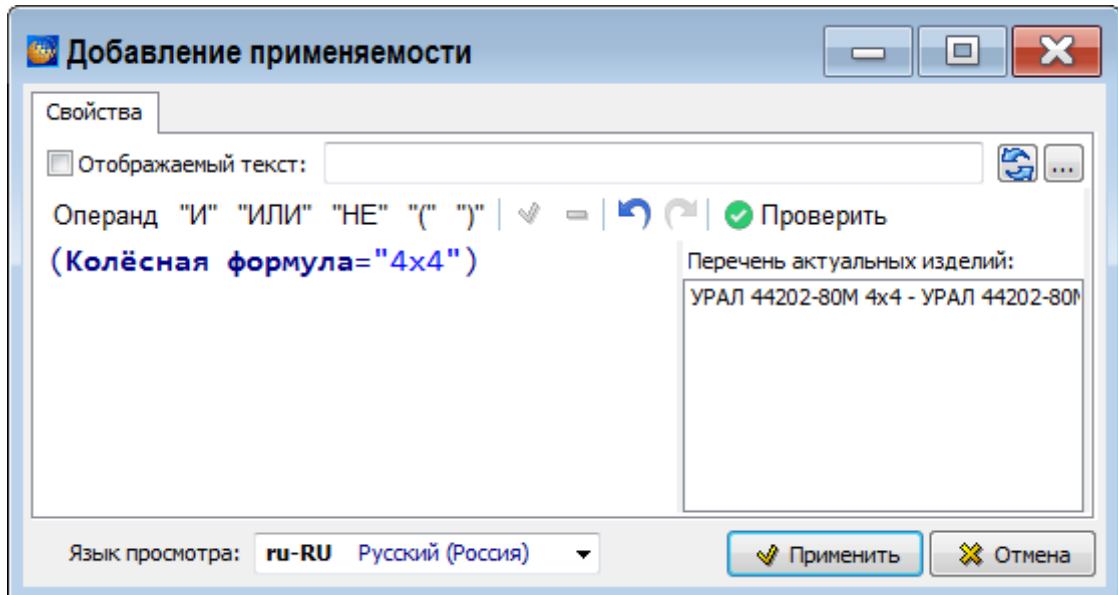 Добавление применяемости
Свойства
Отображаемый текст:
...
Операнд "И" "ИЛИ" "НЕ" "(" ")" Проверить
(Колёсная формула="4x4")
Перечень актуальных изделий:
УРАЛ 44202-80М 4x4 - УРАЛ 44202-80М
Язык просмотра: ru-RU Русский (Россия)
Применить
Отмена